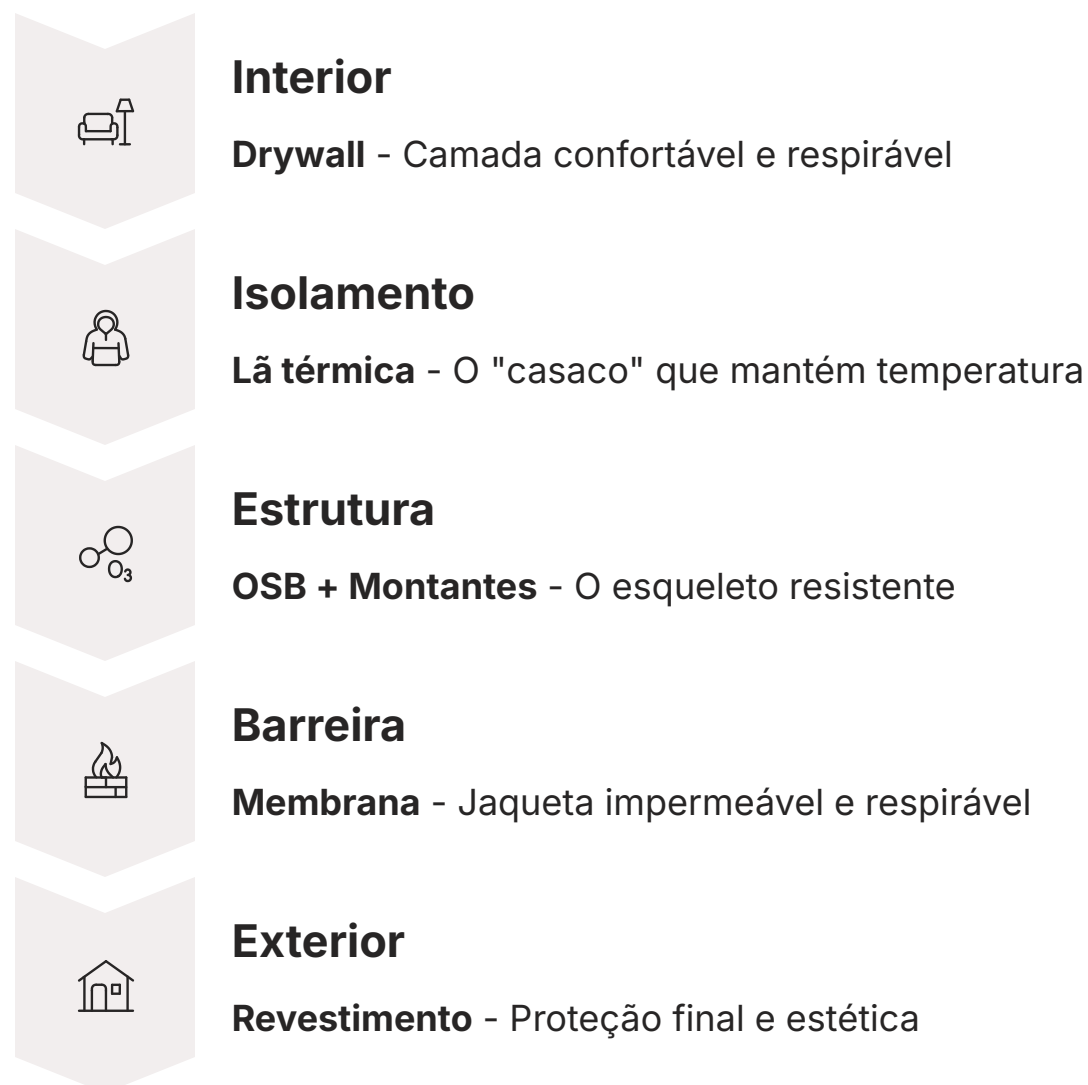 Interior
Drywall - Camada confortável e respirável
Isolamento
Lã térmica - O "casaco" que mantém temperatura
O3
Estrutura
OSB + Montantes - O esqueleto resistente
Barreira
Membrana - Jaqueta impermeável e respirável
Exterior
Revestimento - Proteção final e estética